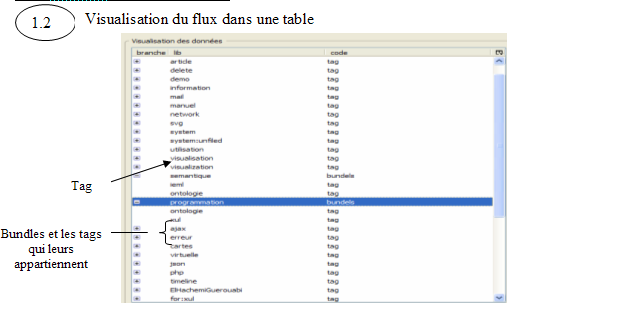 1.2 Visualisation du flux dans une table
Visualisation des données
branche lib code
article tag
delete tag
demo tag
information tag
mail tag
manuel tag
network tag
svg tag
system tag
system:unfiled tag
utilisation tag
visualisation tag
visualization tag
semantique bundels
ieml tag
ontologie tag
programmation bundels
ontologie tag
xul tag
ajax tag
erreur tag
cartes tag
virtuelle tag
json tag
php tag
timeline tag
ElHachemiGuerouabi tag
for:xul tag
Tag
Bundles et les tags
qui leurs
appartiennent